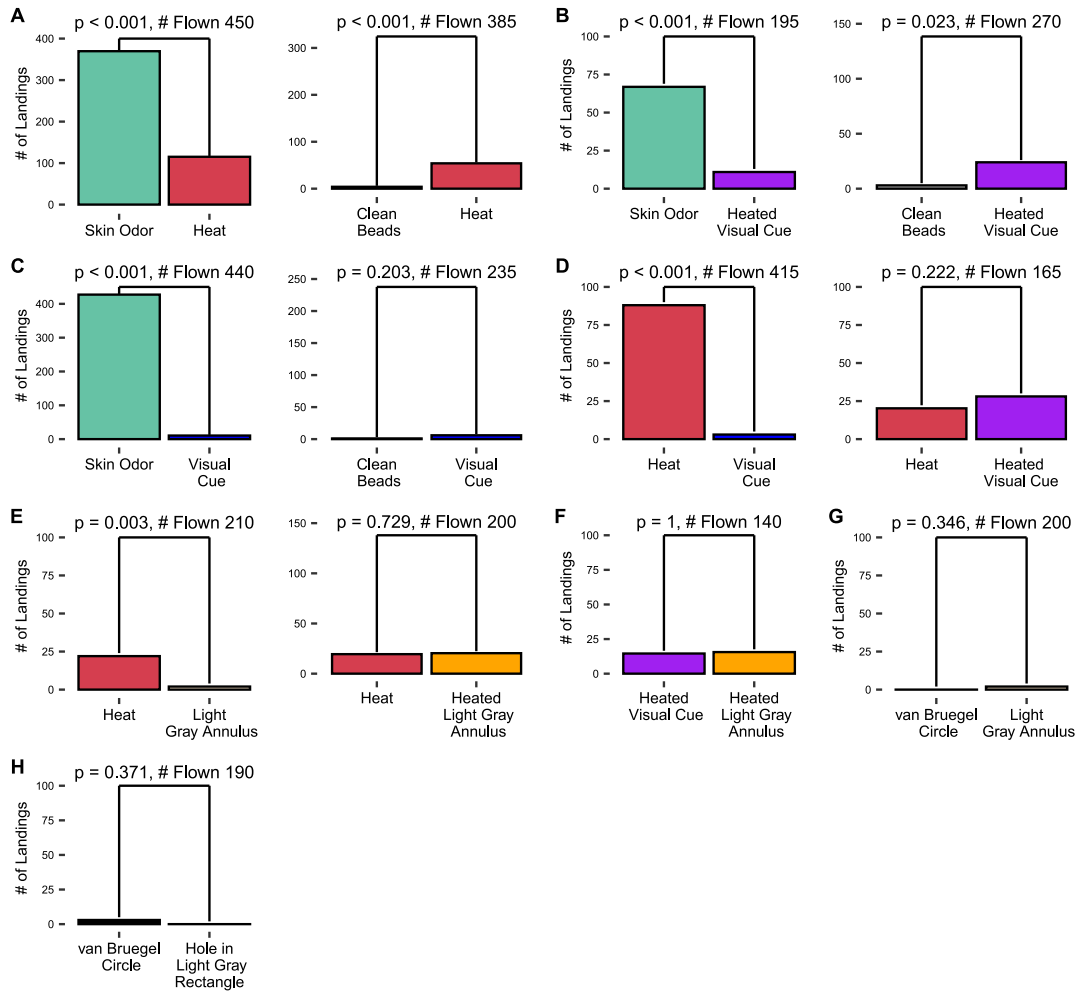 A
p < 0.001, # Flown 450
# of Landings
400
300
200
100
0
Skin Odor
Heat
p < 0.001, # Flown 385
300
200
100
0
Clean
Beads
Heat
B
p < 0.001, # Flown 195
# of Landings
100
75
50
25
0
Skin Odor
Heated
Visual Cue
p = 0.023, # Flown 270
150
100
50
0
Clean
Beads
Heated
Visual Cue
C
p < 0.001, # Flown 440
# of Landings
400
300
200
100
0
Skin Odor
Visual
Cue
p = 0.203, # Flown 235
250
200
150
100
50
0
Clean
Beads
Visual
Cue
D
p < 0.001, # Flown 415
# of Landings
100
75
50
25
0
Heat
Visual
Cue
p = 0.222, # Flown 165
100
75
50
25
0
Heat
Heated
Visual Cue
E
p = 0.003, # Flown 210
# of Landings
100
75
50
25
0
Heat
Light
Gray Annulus
p = 0.729, # Flown 200
150
100
50
0
Heat
Heated
Light Gray
Annulus
F
p = 1, # Flown 140
# of Landings
100
75
50
25
0
Heated
Visual Cue
Heated
Light Gray
Annulus
G
p = 0.346, # Flown 200
# of Landings
100
75
50
25
0
van Bruegel
Circle
Light
Gray Annulus
H
p = 0.371, # Flown 190
# of Landings
100
75
50
25
0
van Bruegel
Circle
Hole in
Light Gray
Rectangle